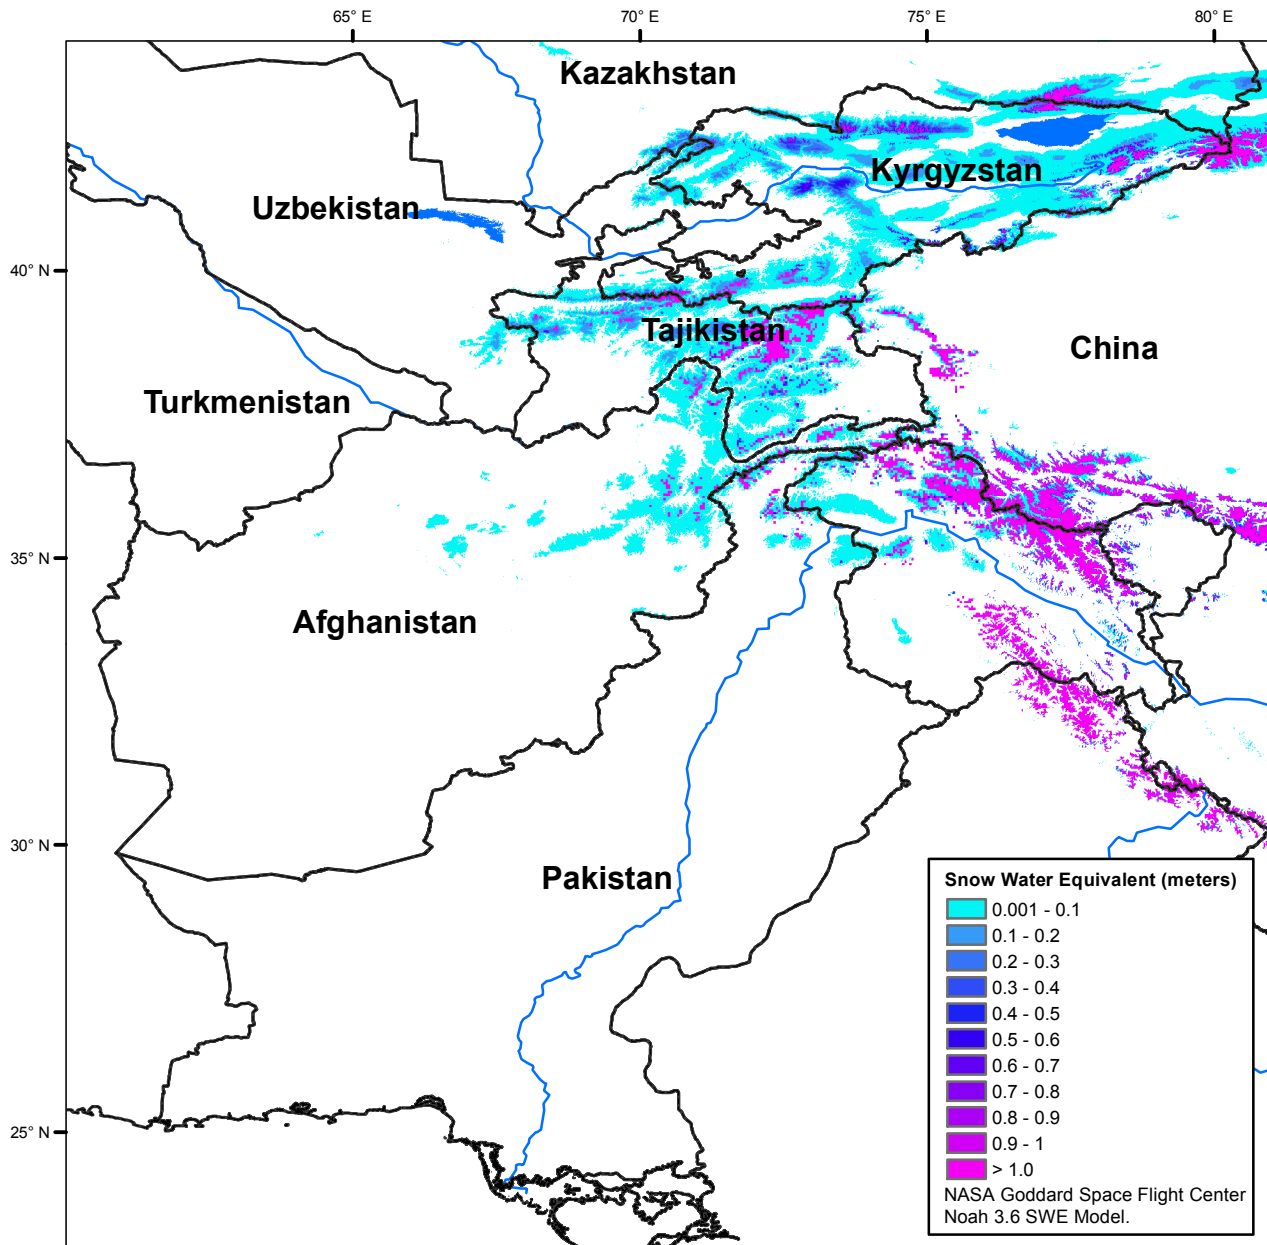 65° E
70° E
75° E
80° E
Kazakhstan
Kyrgyzstan
Uzbekistan
40° N
Tajikistan
China
Turkmenistan
35° N
Afghanistan
30° N
Pakistan
25° N
Snow Water Equivalent (meters)
0.001 - 0.1
0.1 - 0.2
0.2 - 0.3
0.3 - 0.4
0.4 - 0.5
0.5 - 0.6
0.6 - 0.7
0.7 - 0.8
0.8 - 0.9
0.9 - 1
> 1.0
NASA Goddard Space Flight Center
Noah 3.6 SWE Model.